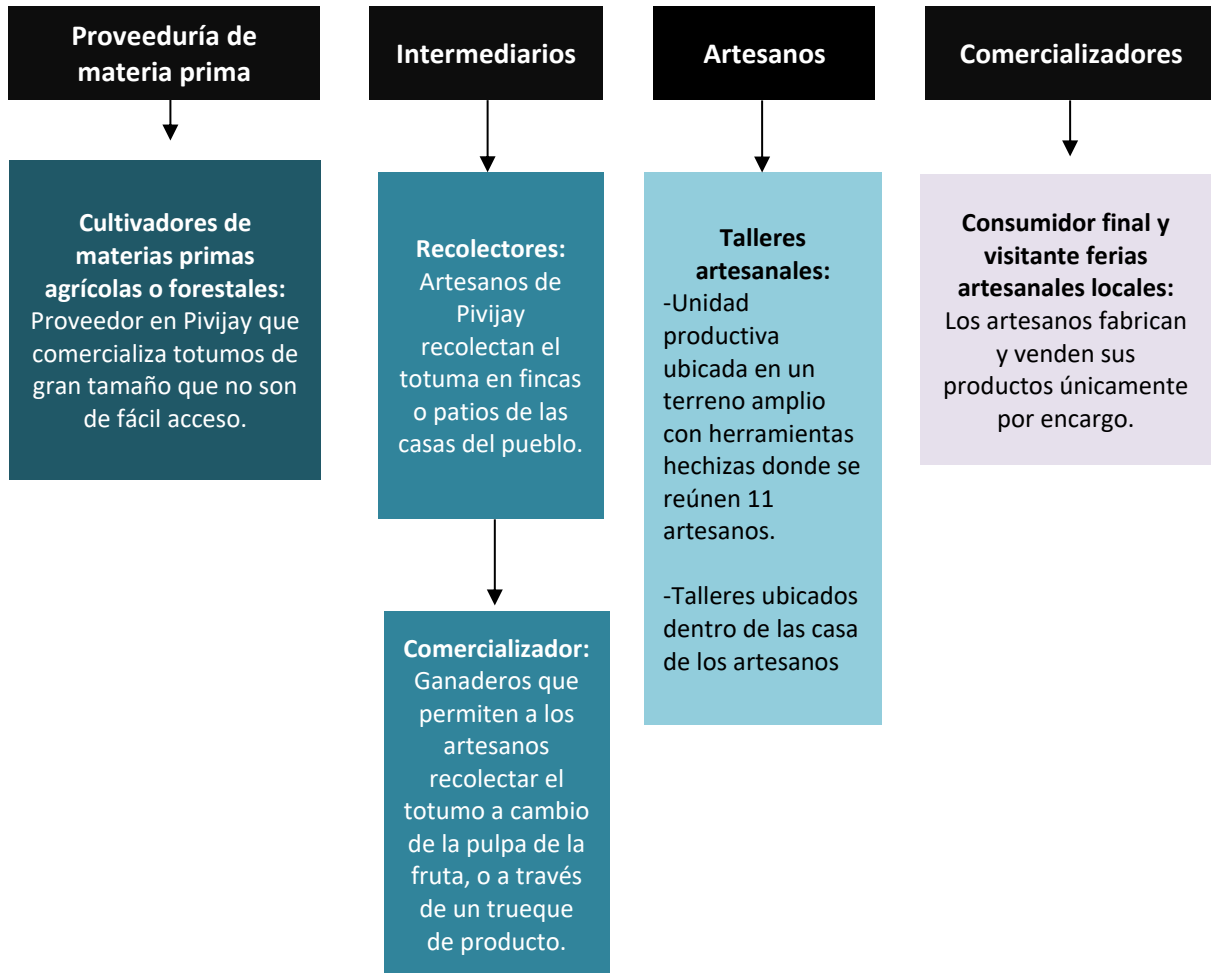 Proveeduría de
materia prima
Intermediarios
Artesanos
Comercializadores
Cultivadores de
materias primas
agrícolas o forestales:
Proveedor en Pivijay que
comercializa totumos de
gran tamaño que no son
de fácil acceso.
Recolectores:
Artesanos de
Pivijay
recolectan el
totuma en fincas
o patios de las
casas del pueblo.
Comercializador:
Ganaderos que
permiten a los
artesanos
recolectar el
totumo a cambio
de la pulpa de la
fruta, o a través
de un trueque
de producto.
Talleres
artesanales:
-Unidad
productiva
ubicada en un
terreno amplio
con herramientas
hechizas donde se
reúnen 11
artesanos.
-Talleres ubicados
dentro de las casa
de los artesanos
Consumidor final y
visitante ferias
artesanales locales:
Los artesanos fabrican
y venden sus
productos únicamente
por encargo.